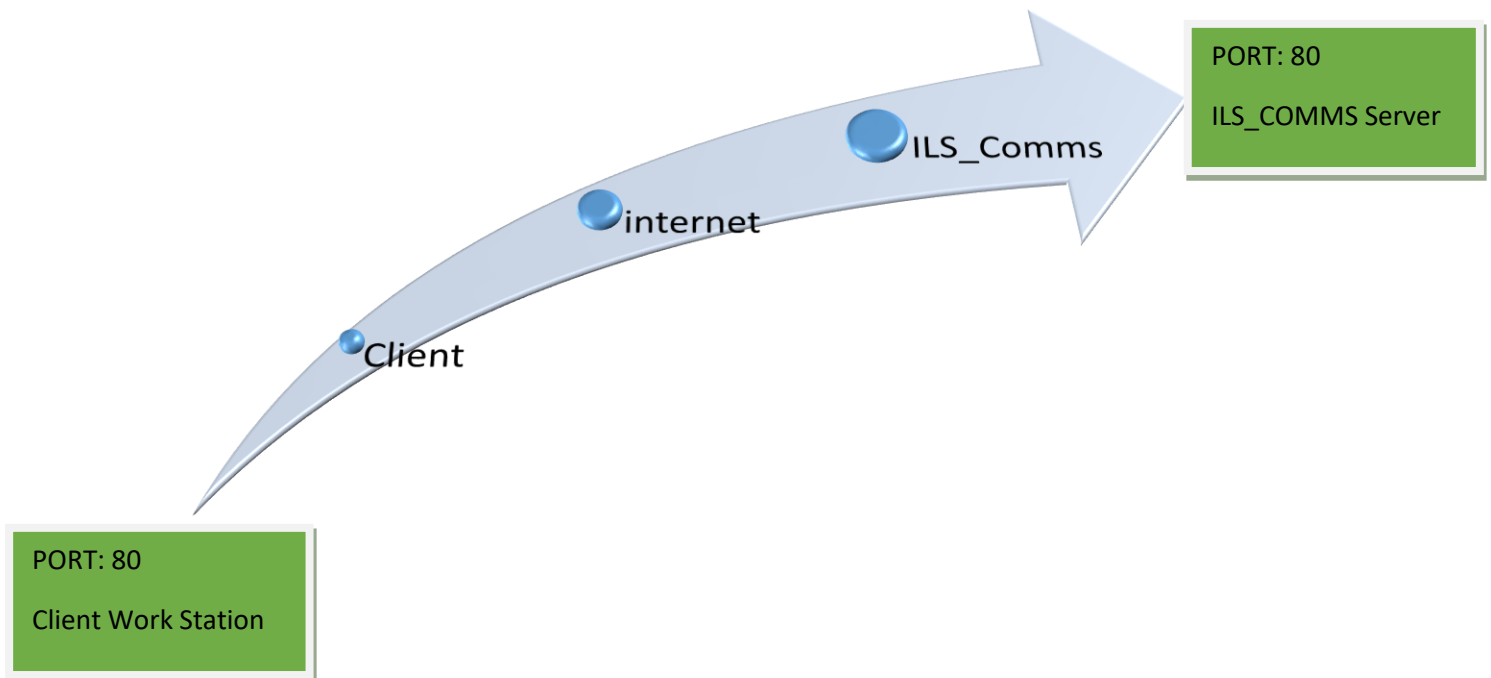 PORT: 80
ILS_COMMS Server
ILS_Comms
internet
Client
PORT: 80
Client Work Station